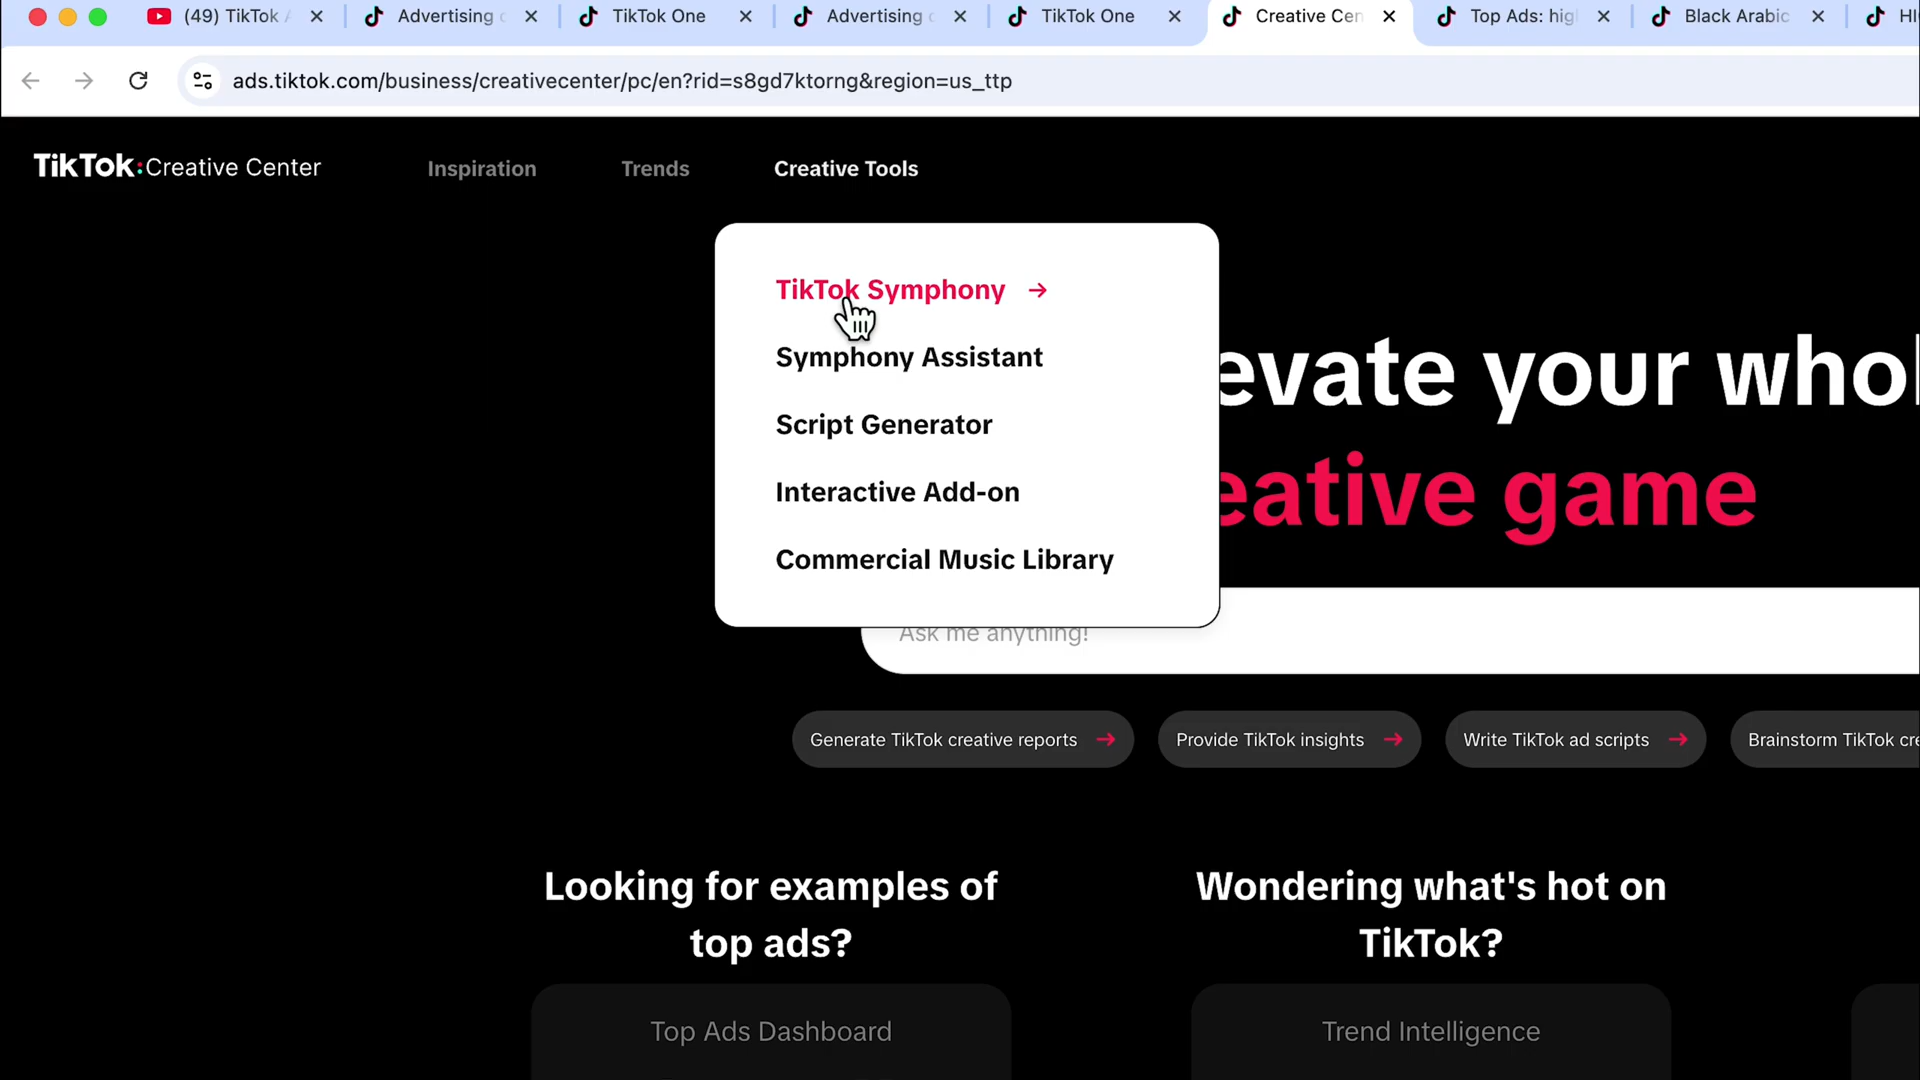 (49) TikTok
Advertising
TikTok One
Advertising
TikTok One
Creative Cen
Top Ads: hig
Black Arabic
ads.tiktok.com/business/creativecenter/pc/en?rid=s8gd7ktorng&region=us_ttp
TikTok: Creative Center
Inspiration
Trends
Creative Tools
TikTok Symphony →
Symphony Assistant
Script Generator
Interactive Add-on
Commercial Music Library
evate your whol
eative game
Ask me anything!
Generate TikTok creative reports →
Provide TikTok insights →
Write TikTok ad scripts →
Brainstorm TikTok cre
Looking for examples of
top ads?
Wondering what's hot on
TikTok?
Top Ads Dashboard
Trend Intelligence